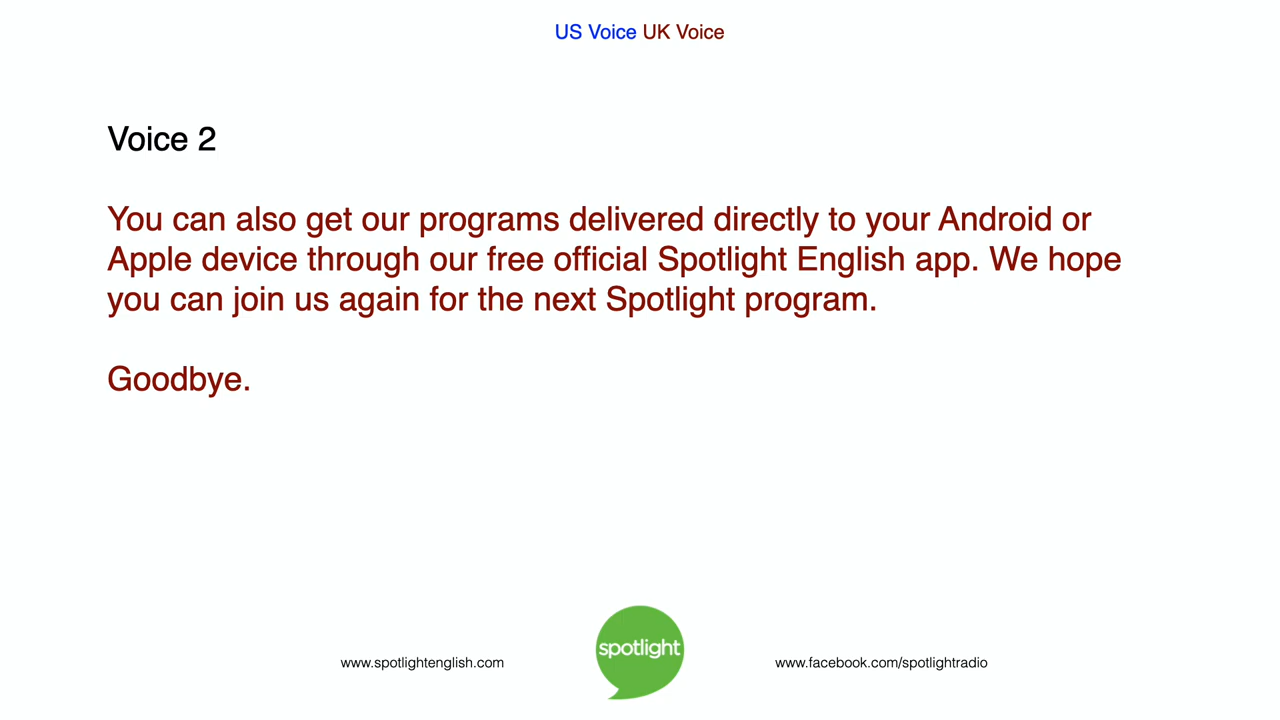 US Voice UK Voice
Voice 2
You can also get our programs delivered directly to your Android or
Apple device through our free official Spotlight English app. We hope
you can join us again for the next Spotlight program.
Goodbye.
spotlight
www.spotlightenglish.com
www.facebook.com/spotlightradio